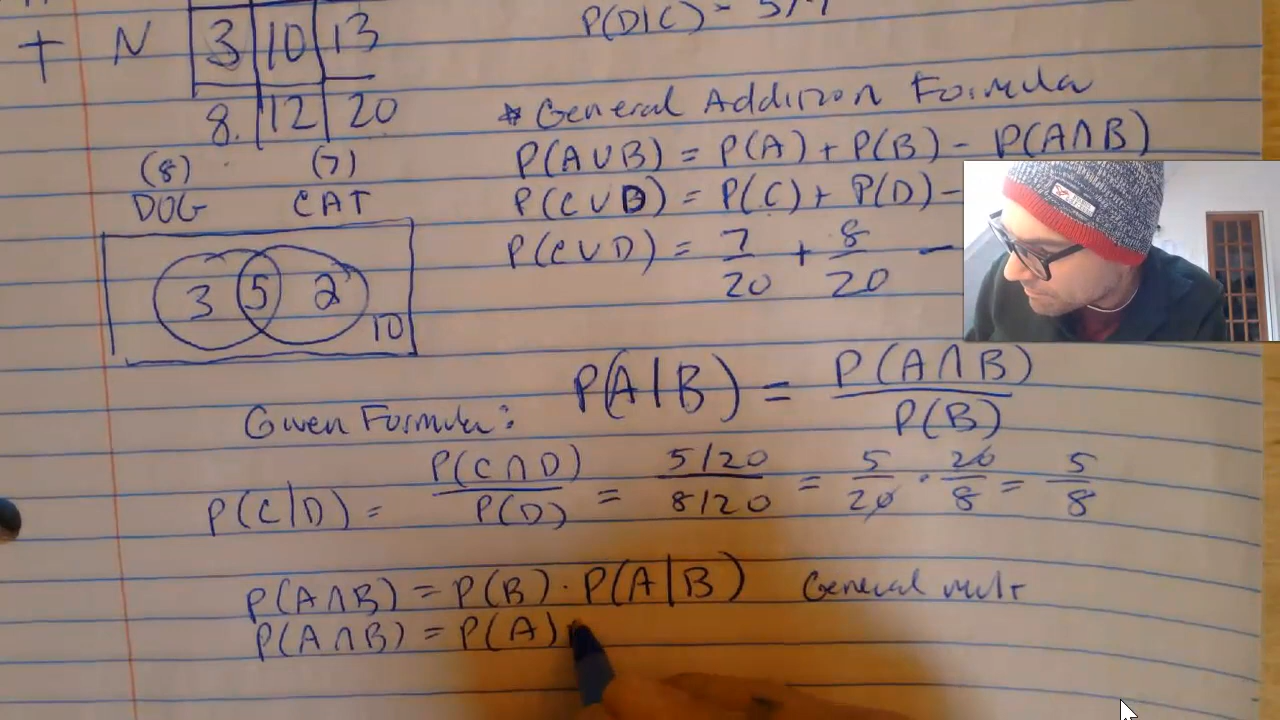 P(D|C) = 5/7
+ N 3 10 13
8. 12 20
* General Addition Formula
P(A∪B) = P(A) + P(B) - P(A∩B)
P(C∪D) = P(C) + P(D) -
P(C∪D) = 7/20 + 8/20 -
(8) (7)
DOG CAT
3 5 2
10
Given Formula: P(A|B) = P(A∩B)/P(B)
P(C|D) = P(C∩D)/P(D) = 5/20 / 8/20 = 5/20 · 20/8 = 5/8
P(A∩B) = P(B) · P(A|B) General mult
P(A∩B) = P(A) ·